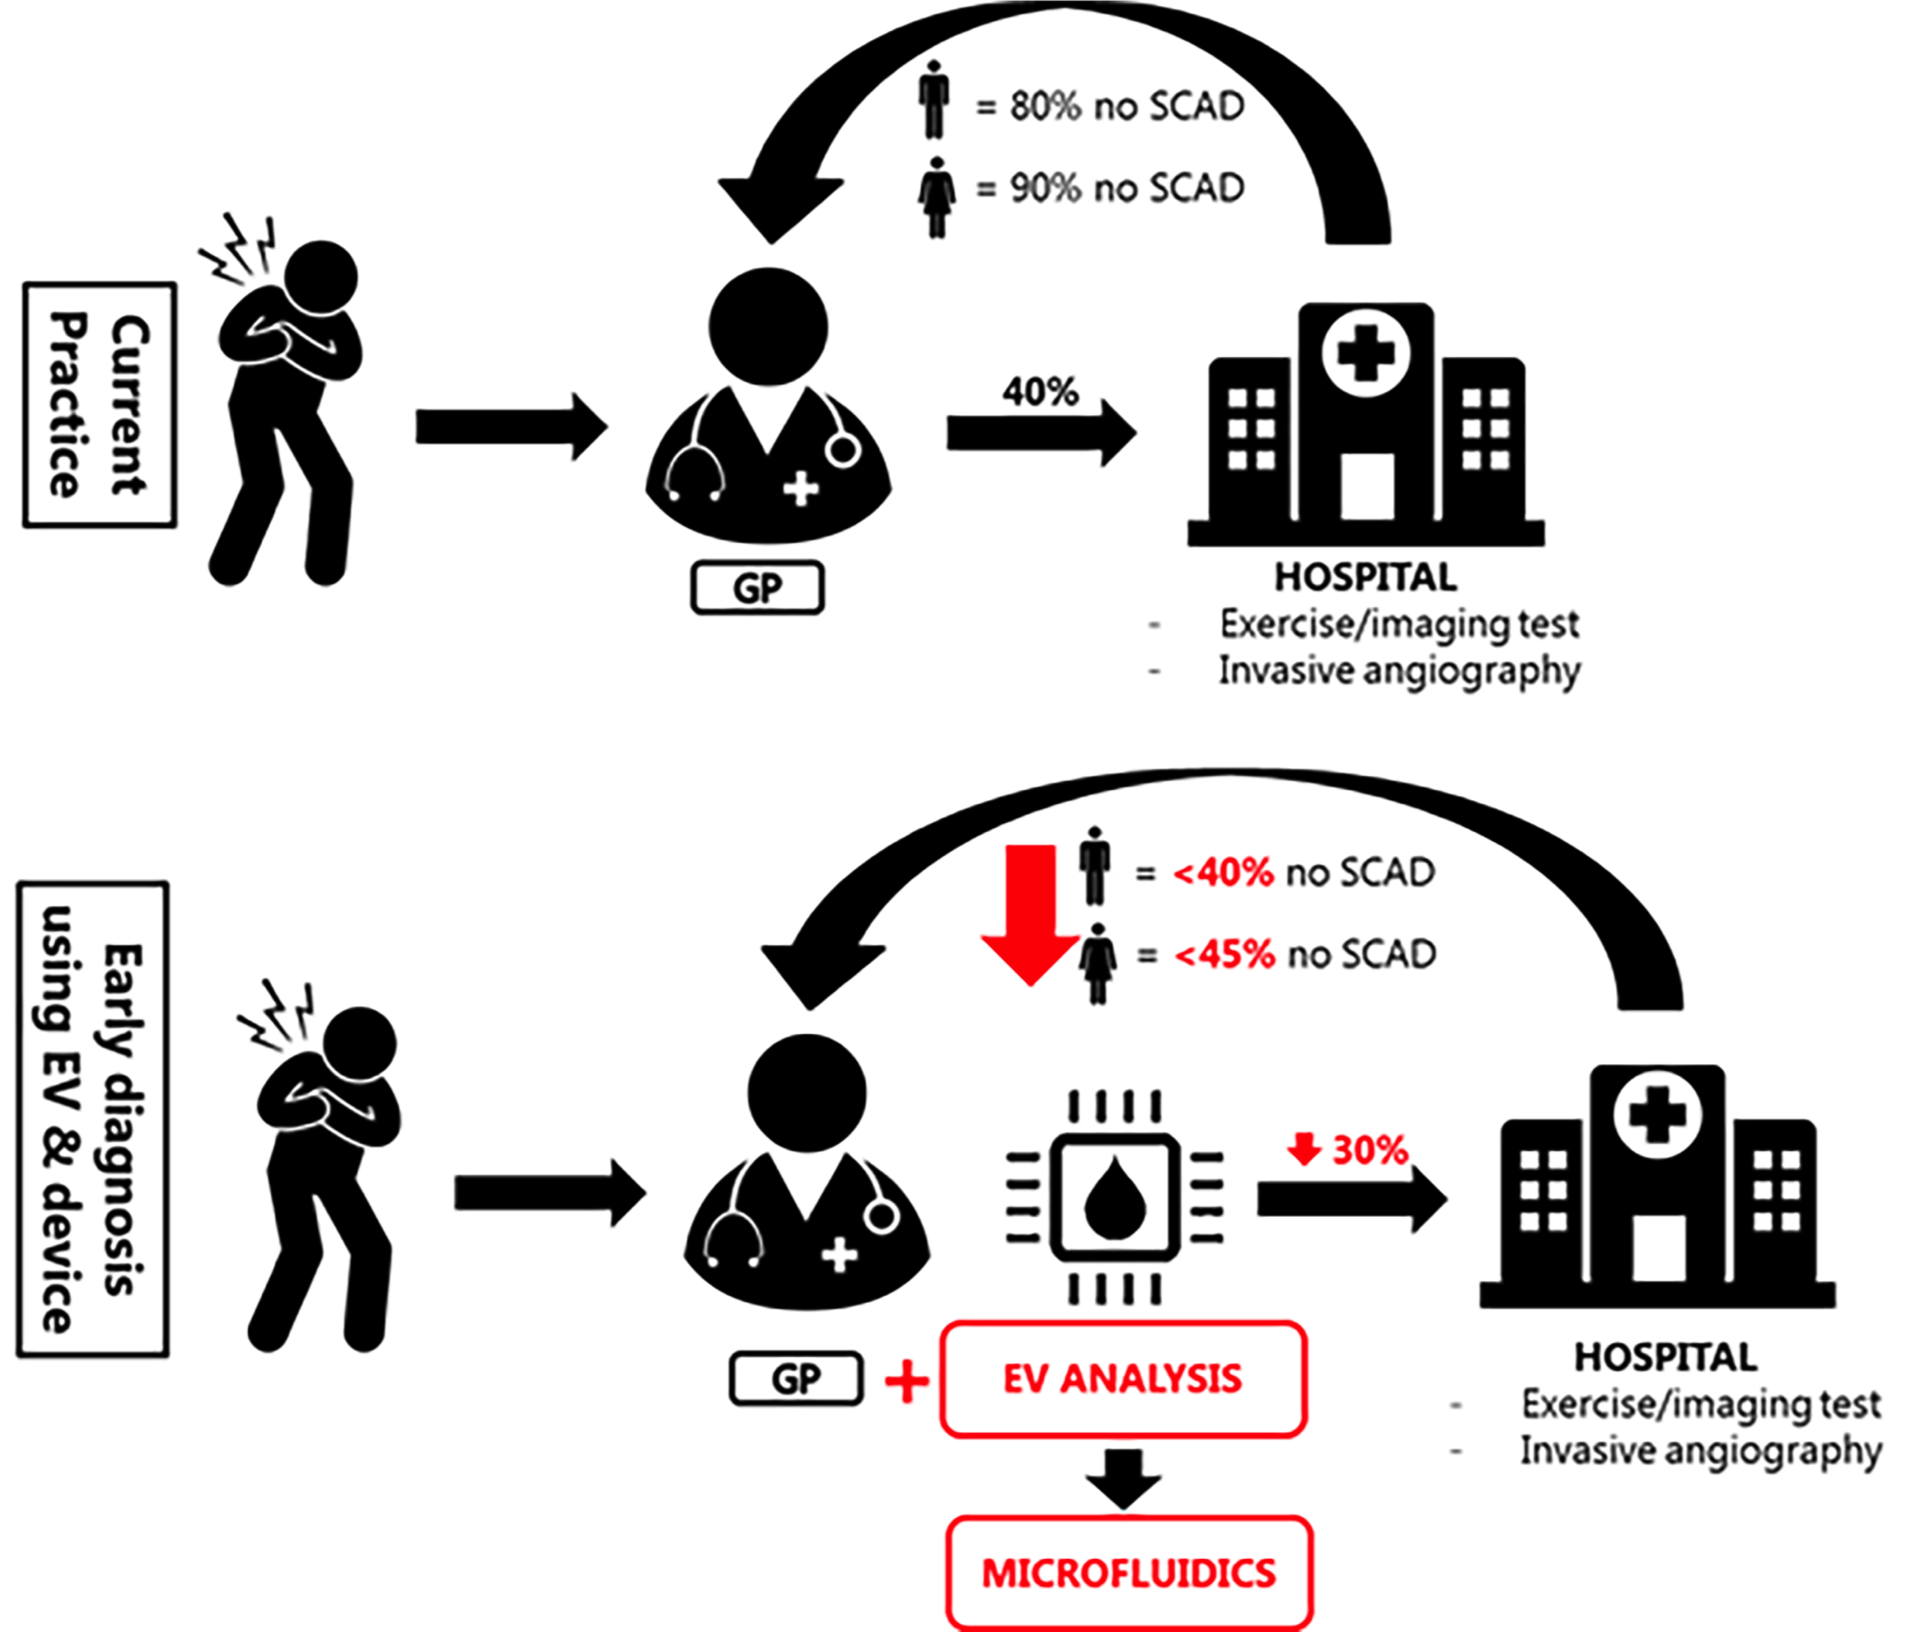 = 80% no SCAD
= 90% no SCAD
Current
Practice
40%
GP
HOSPITAL
- Exercise/imaging test
- Invasive angiography
= <40% no SCAD
= <45% no SCAD
Early diagnosis
using EV & device
30%
GP + EV ANALYSIS
HOSPITAL
- Exercise/imaging test
- Invasive angiography
MICROFLUIDICS